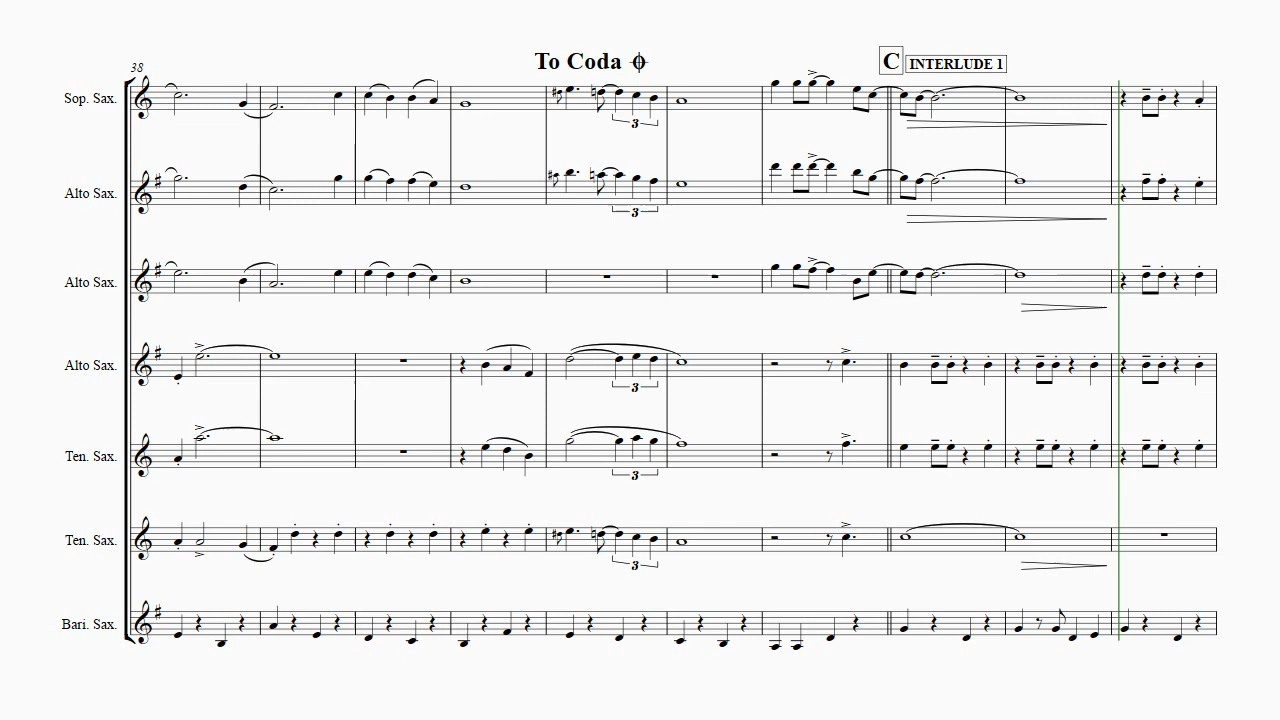 To Coda
C INTERLUDE 1
38
Sop. Sax.
Alto Sax.
3
Alto Sax.
3
Alto Sax.
3
Ten. Sax.
3
Ten. Sax.
3
Bari. Sax.